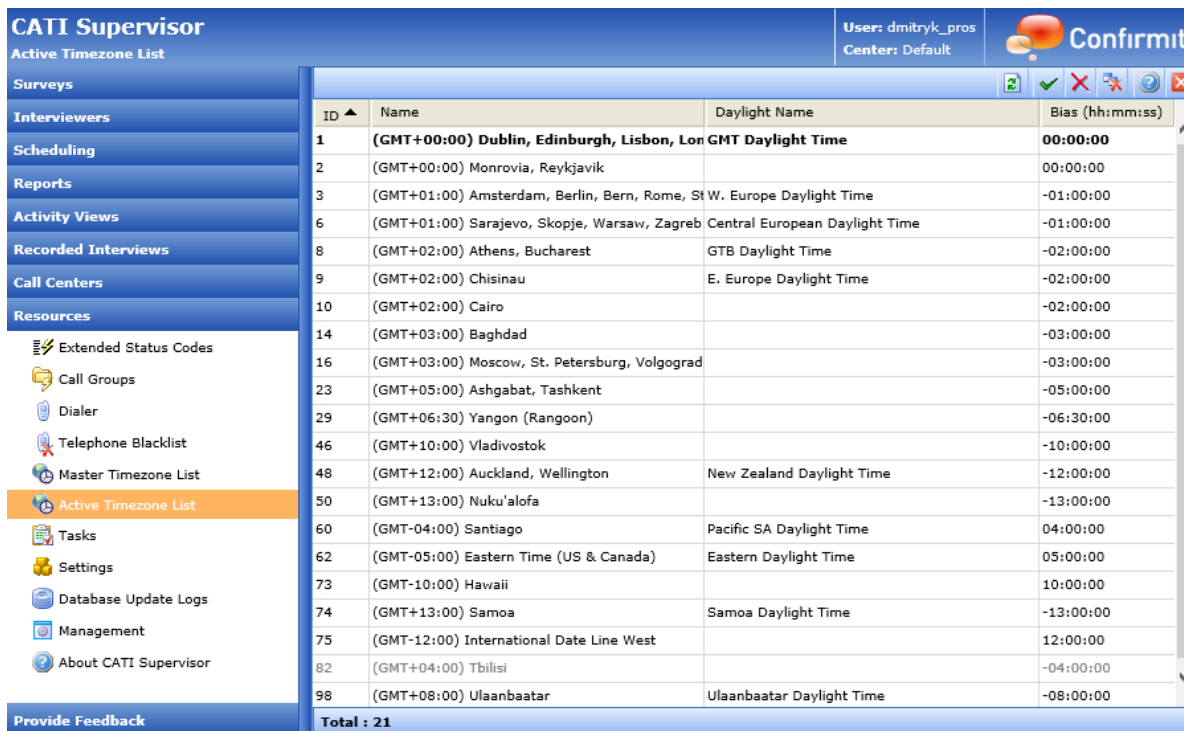 CATI Supervisor
Active Timezone List
User: dmitryk_pros
Center: Default
Confirmit
Surveys
Interviewers
Scheduling
Reports
Activity Views
Recorded Interviews
Call Centers
Resources
Extended Status Codes
Call Groups
Dialer
Telephone Blacklist
Master Timezone List
Active Timezone List
Tasks
Settings
Database Update Logs
Management
About CATI Supervisor
Provide Feedback
ID Name Daylight Name Bias (hh:mm:ss)
1 (GMT+00:00) Dublin, Edinburgh, Lisbon, Lon GMT Daylight Time 00:00:00
2 (GMT+00:00) Monrovia, Reykjavik 00:00:00
3 (GMT+01:00) Amsterdam, Berlin, Bern, Rome, St W. Europe Daylight Time -01:00:00
6 (GMT+01:00) Sarajevo, Skopje, Warsaw, Zagreb Central European Daylight Time -01:00:00
8 (GMT+02:00) Athens, Bucharest GTB Daylight Time -02:00:00
9 (GMT+02:00) Chisinau E. Europe Daylight Time -02:00:00
10 (GMT+02:00) Cairo -02:00:00
14 (GMT+03:00) Baghdad -03:00:00
16 (GMT+03:00) Moscow, St. Petersburg, Volgograd -03:00:00
23 (GMT+05:00) Ashgabat, Tashkent -05:00:00
29 (GMT+06:30) Yangon (Rangoon) -06:30:00
46 (GMT+10:00) Vladivostok -10:00:00
48 (GMT+12:00) Auckland, Wellington New Zealand Daylight Time -12:00:00
50 (GMT+13:00) Nuku'alofa -13:00:00
60 (GMT-04:00) Santiago Pacific SA Daylight Time 04:00:00
62 (GMT-05:00) Eastern Time (US & Canada) Eastern Daylight Time 05:00:00
73 (GMT-10:00) Hawaii 10:00:00
74 (GMT+13:00) Samoa Samoa Daylight Time -13:00:00
75 (GMT-12:00) International Date Line West 12:00:00
82 (GMT+04:00) Tbilisi -04:00:00
98 (GMT+08:00) Ulaanbaatar Ulaanbaatar Daylight Time -08:00:00
Total : 21